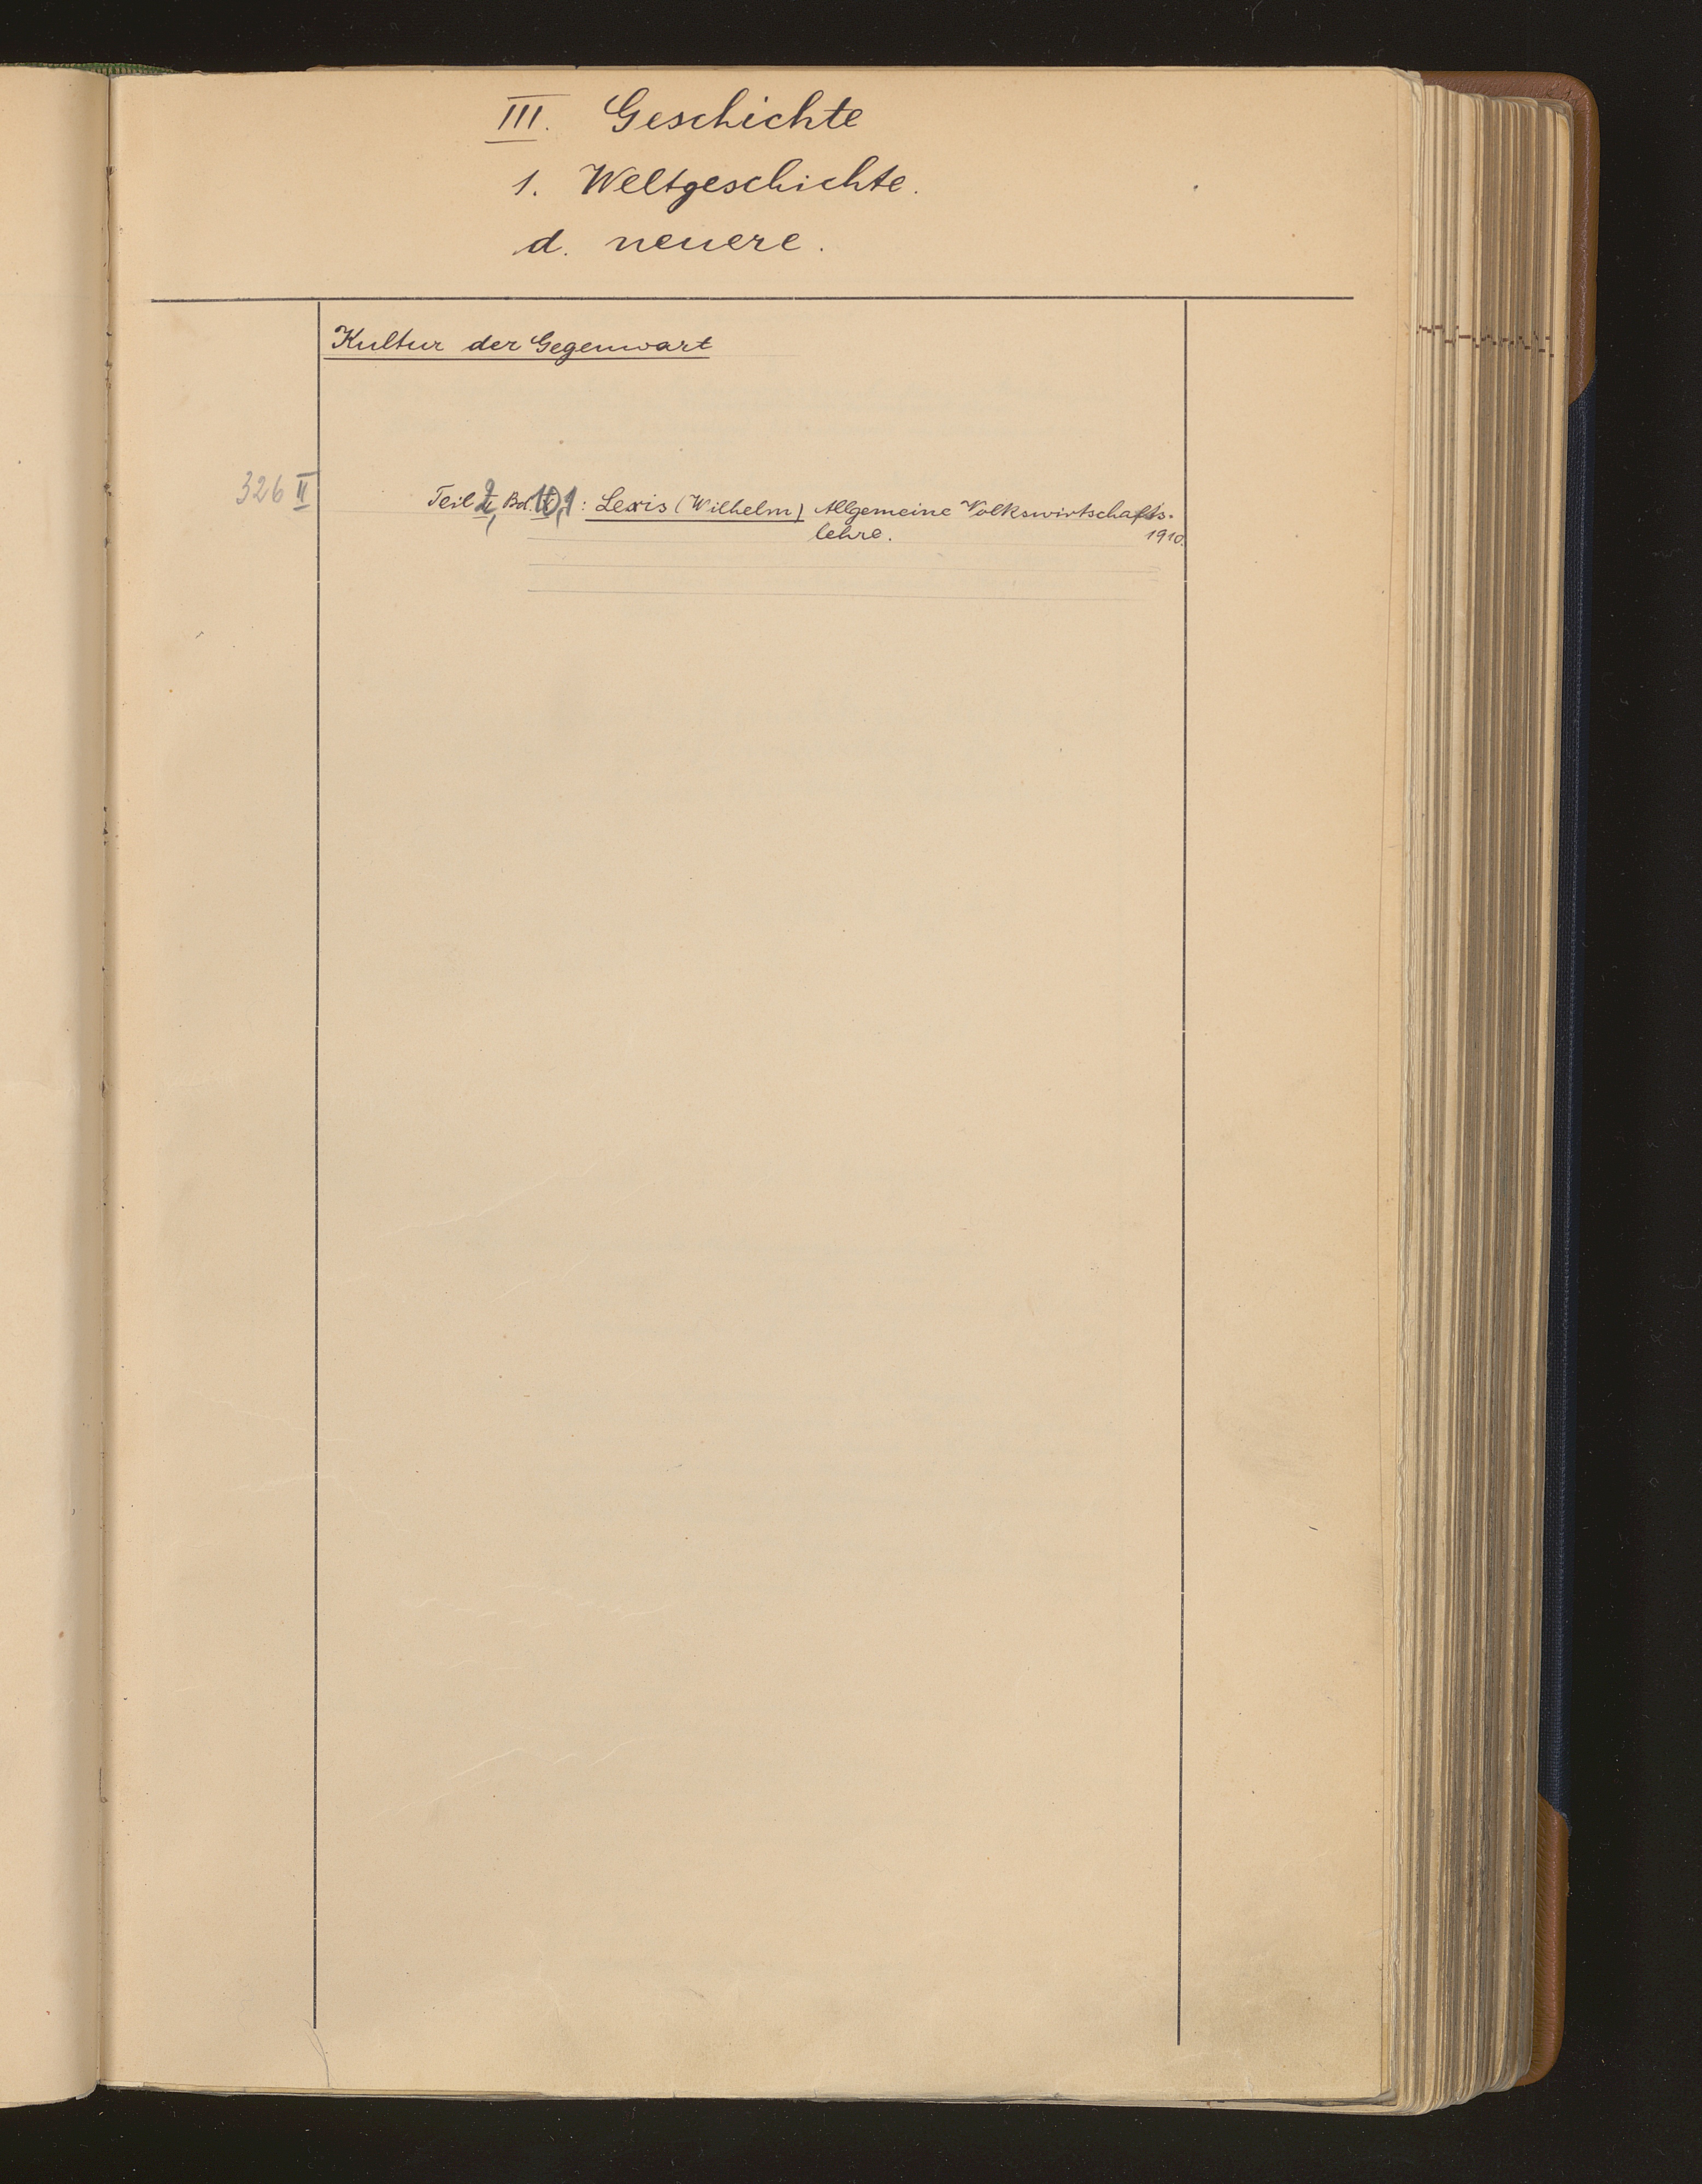 III. Geschichte
1. Weltgeschichte.
d. neuere.
Kultur der Gegenwart
326 II Teil 2, Bd. 10,1: Lexis (Wilhelm) Allgemeine Volkswirtschafts-
lehre. 1910.